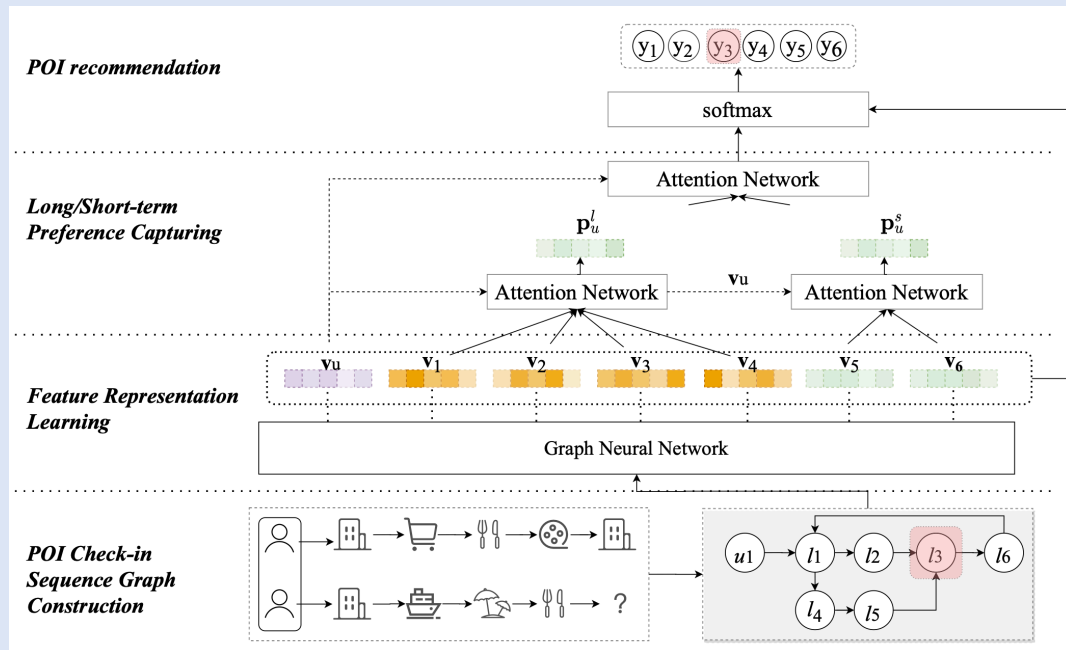 y1 y2 y3 y4 y5 y6
POI recommendation
softmax
Attention Network
Long/Short-term
Preference Capturing
p_u^l p_u^s
Attention Network vu Attention Network
vu v1 v2 v3 v4 v5 v6
Feature Representation
Learning
Graph Neural Network
POI Check-in
Sequence Graph
Construction
?
u1 l1 l2 l3 l6
l4 l5